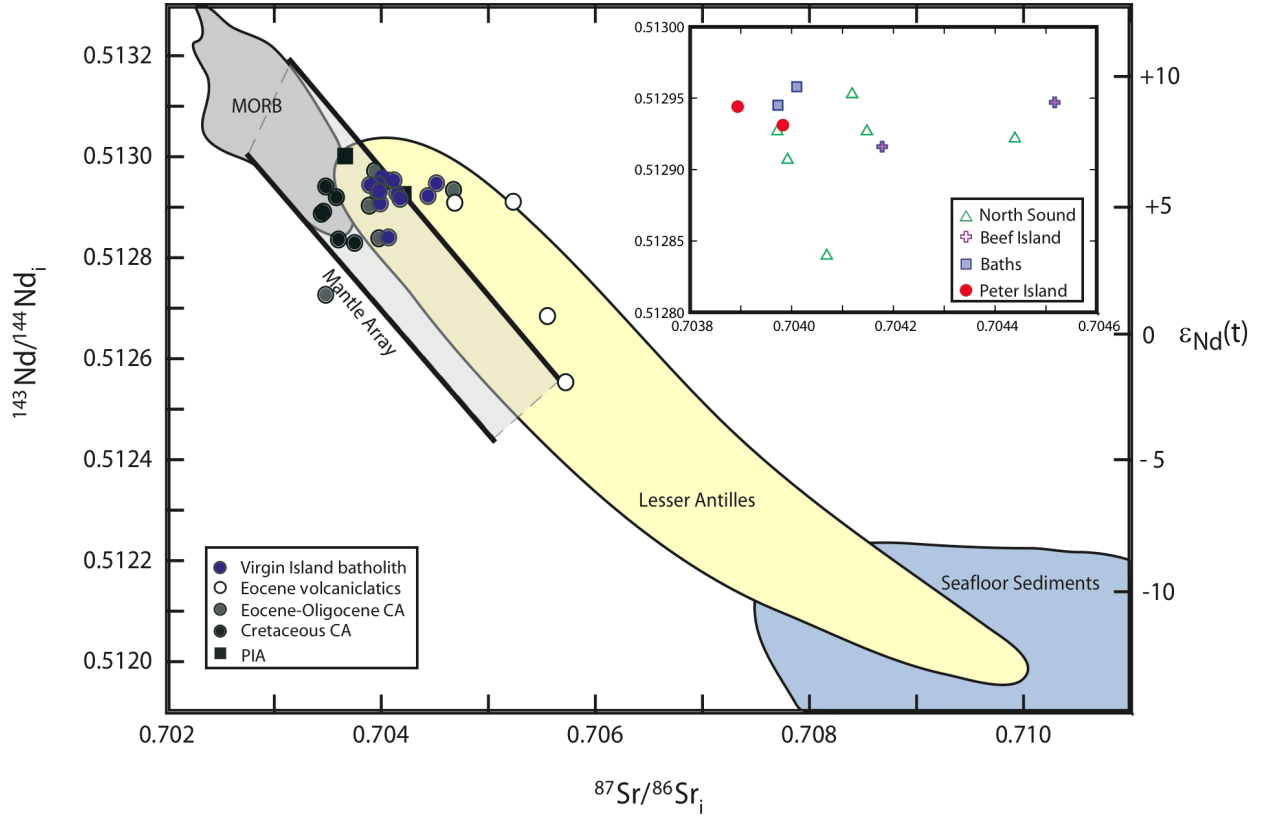 0.5132
0.5130
0.5128
0.5126
0.5124
0.5122
0.5120
¹⁴³Nd/¹⁴⁴Ndᵢ
MORB
Mantle Array
Lesser Antilles
Seafloor Sediments
Virgin Island batholith
Eocene volcaniclatics
Eocene-Oligocene CA
Cretaceous CA
PIA
0.51300
0.51295
0.51290
0.51285
0.51280
0.7038
0.7040
0.7042
0.7044
0.7046
North Sound
Beef Island
Baths
Peter Island
+10
+5
0
- 5
-10
εNd(t)
0.702
0.704
0.706
0.708
0.710
⁸⁷Sr/⁸⁶Srᵢ